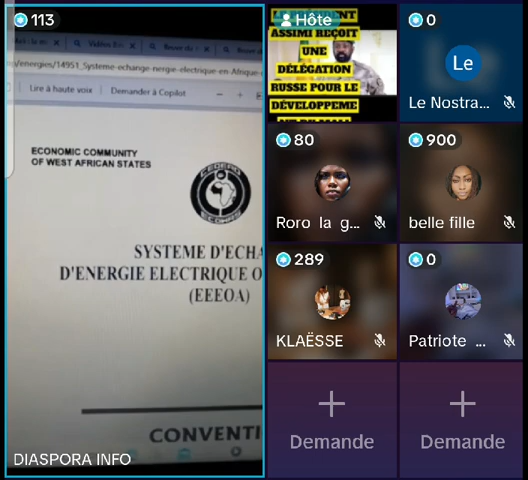 113
Lire à haute voix
Demander à Copilot
ECONOMIC COMMUNITY
OF WEST AFRICAN STATES
CEDEAO
ECOWAS
SYSTEME D'ECHA
D'ENERGIE ELECTRIQUE O
(EEEOA)
CONVENTI
DIASPORA INFO
Hôte
ASSIMI REÇOIT
UNE
DÉLÉGATION
RUSSE POUR LE
DÉVELOPPEME
0
Le
Le Nostra...
80
Roro la g...
900
belle fille
289
KLAËSSE
0
Patriote ...
Demande
Demande